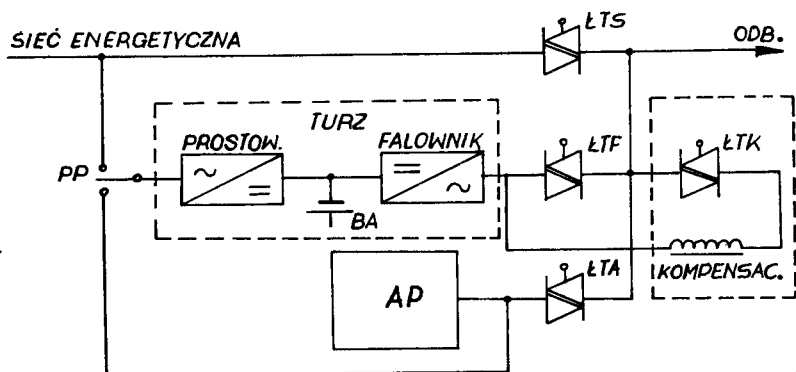 SIEĆ ENERGETYCZNA
ŁTS
ODB.
TURZ
PROSTOW.
FALOWNIK
ŁTF
ŁTK
PP
BA
KOMPENSAC.
ŁTA
AP